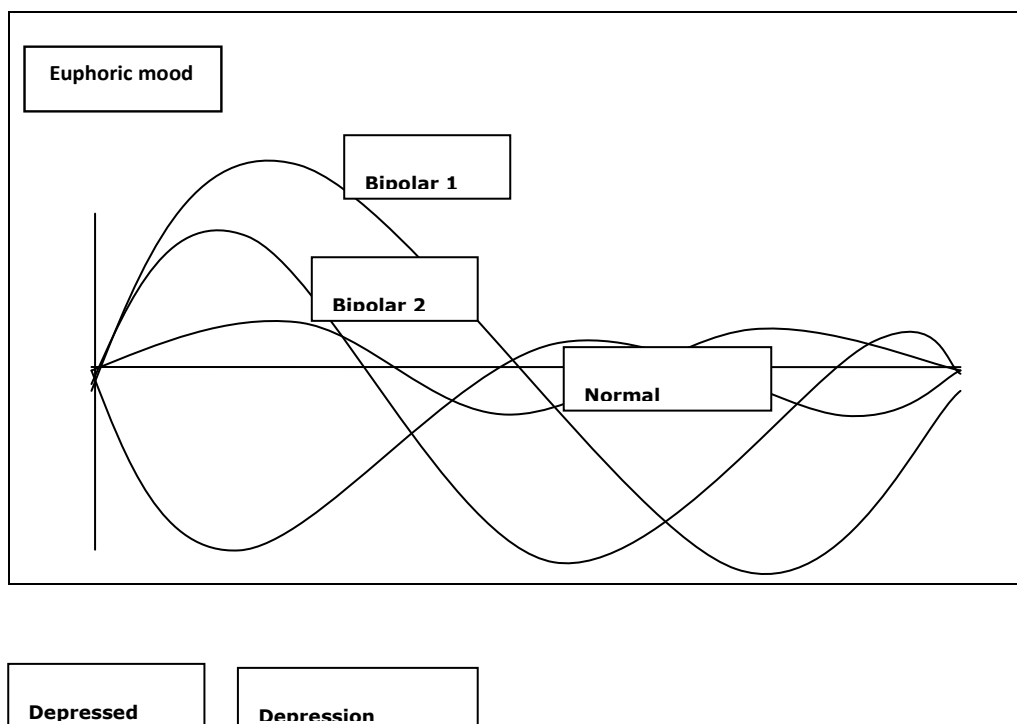 Euphoric mood
Bipolar 1
Bipolar 2
Normal
Depressed
Depression